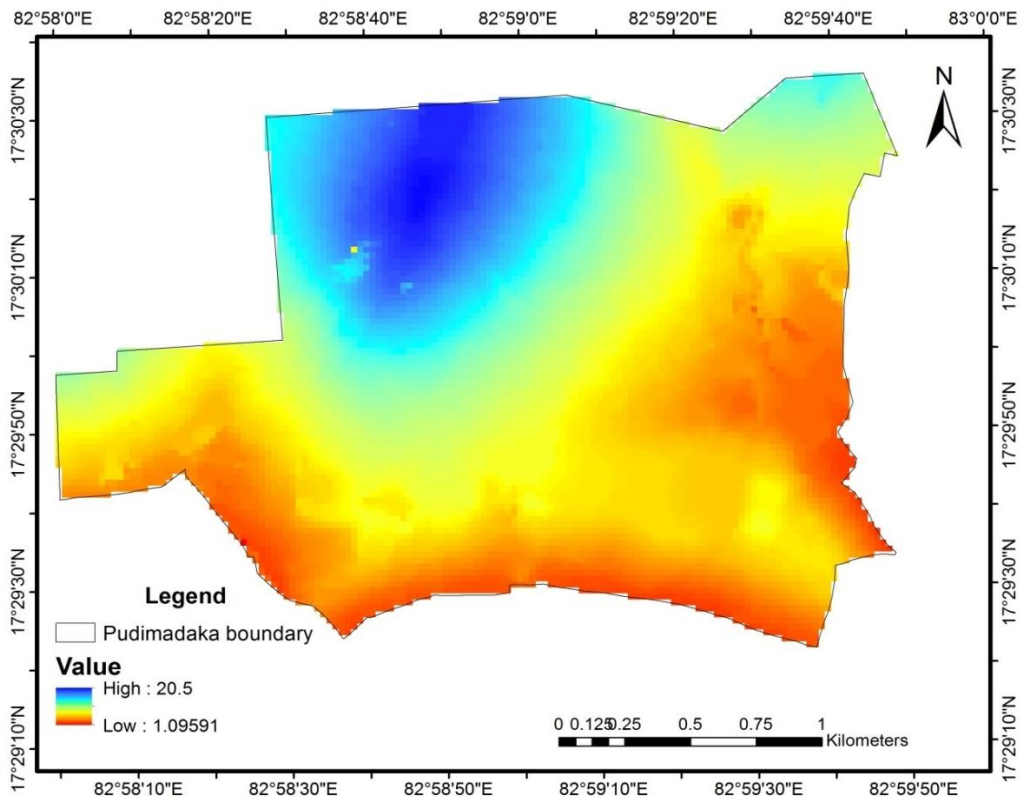 82°58'0"E 82°58'20"E 82°58'40"E 82°59'0"E 82°59'20"E 82°59'40"E 83°0'0"E
17°30'30"N
17°30'10"N
17°29'50"N
17°29'30"N
17°29'10"N
N
17°30'30"N
17°30'10"N
17°29'50"N
17°29'30"N
17°29'10"N
Legend
Pudimadaka boundary
Value
High : 20.5
Low : 1.09591
0 0.125 0.25 0.5 0.75 1
Kilometers
82°58'10"E 82°58'30"E 82°58'50"E 82°59'10"E 82°59'30"E 82°59'50"E